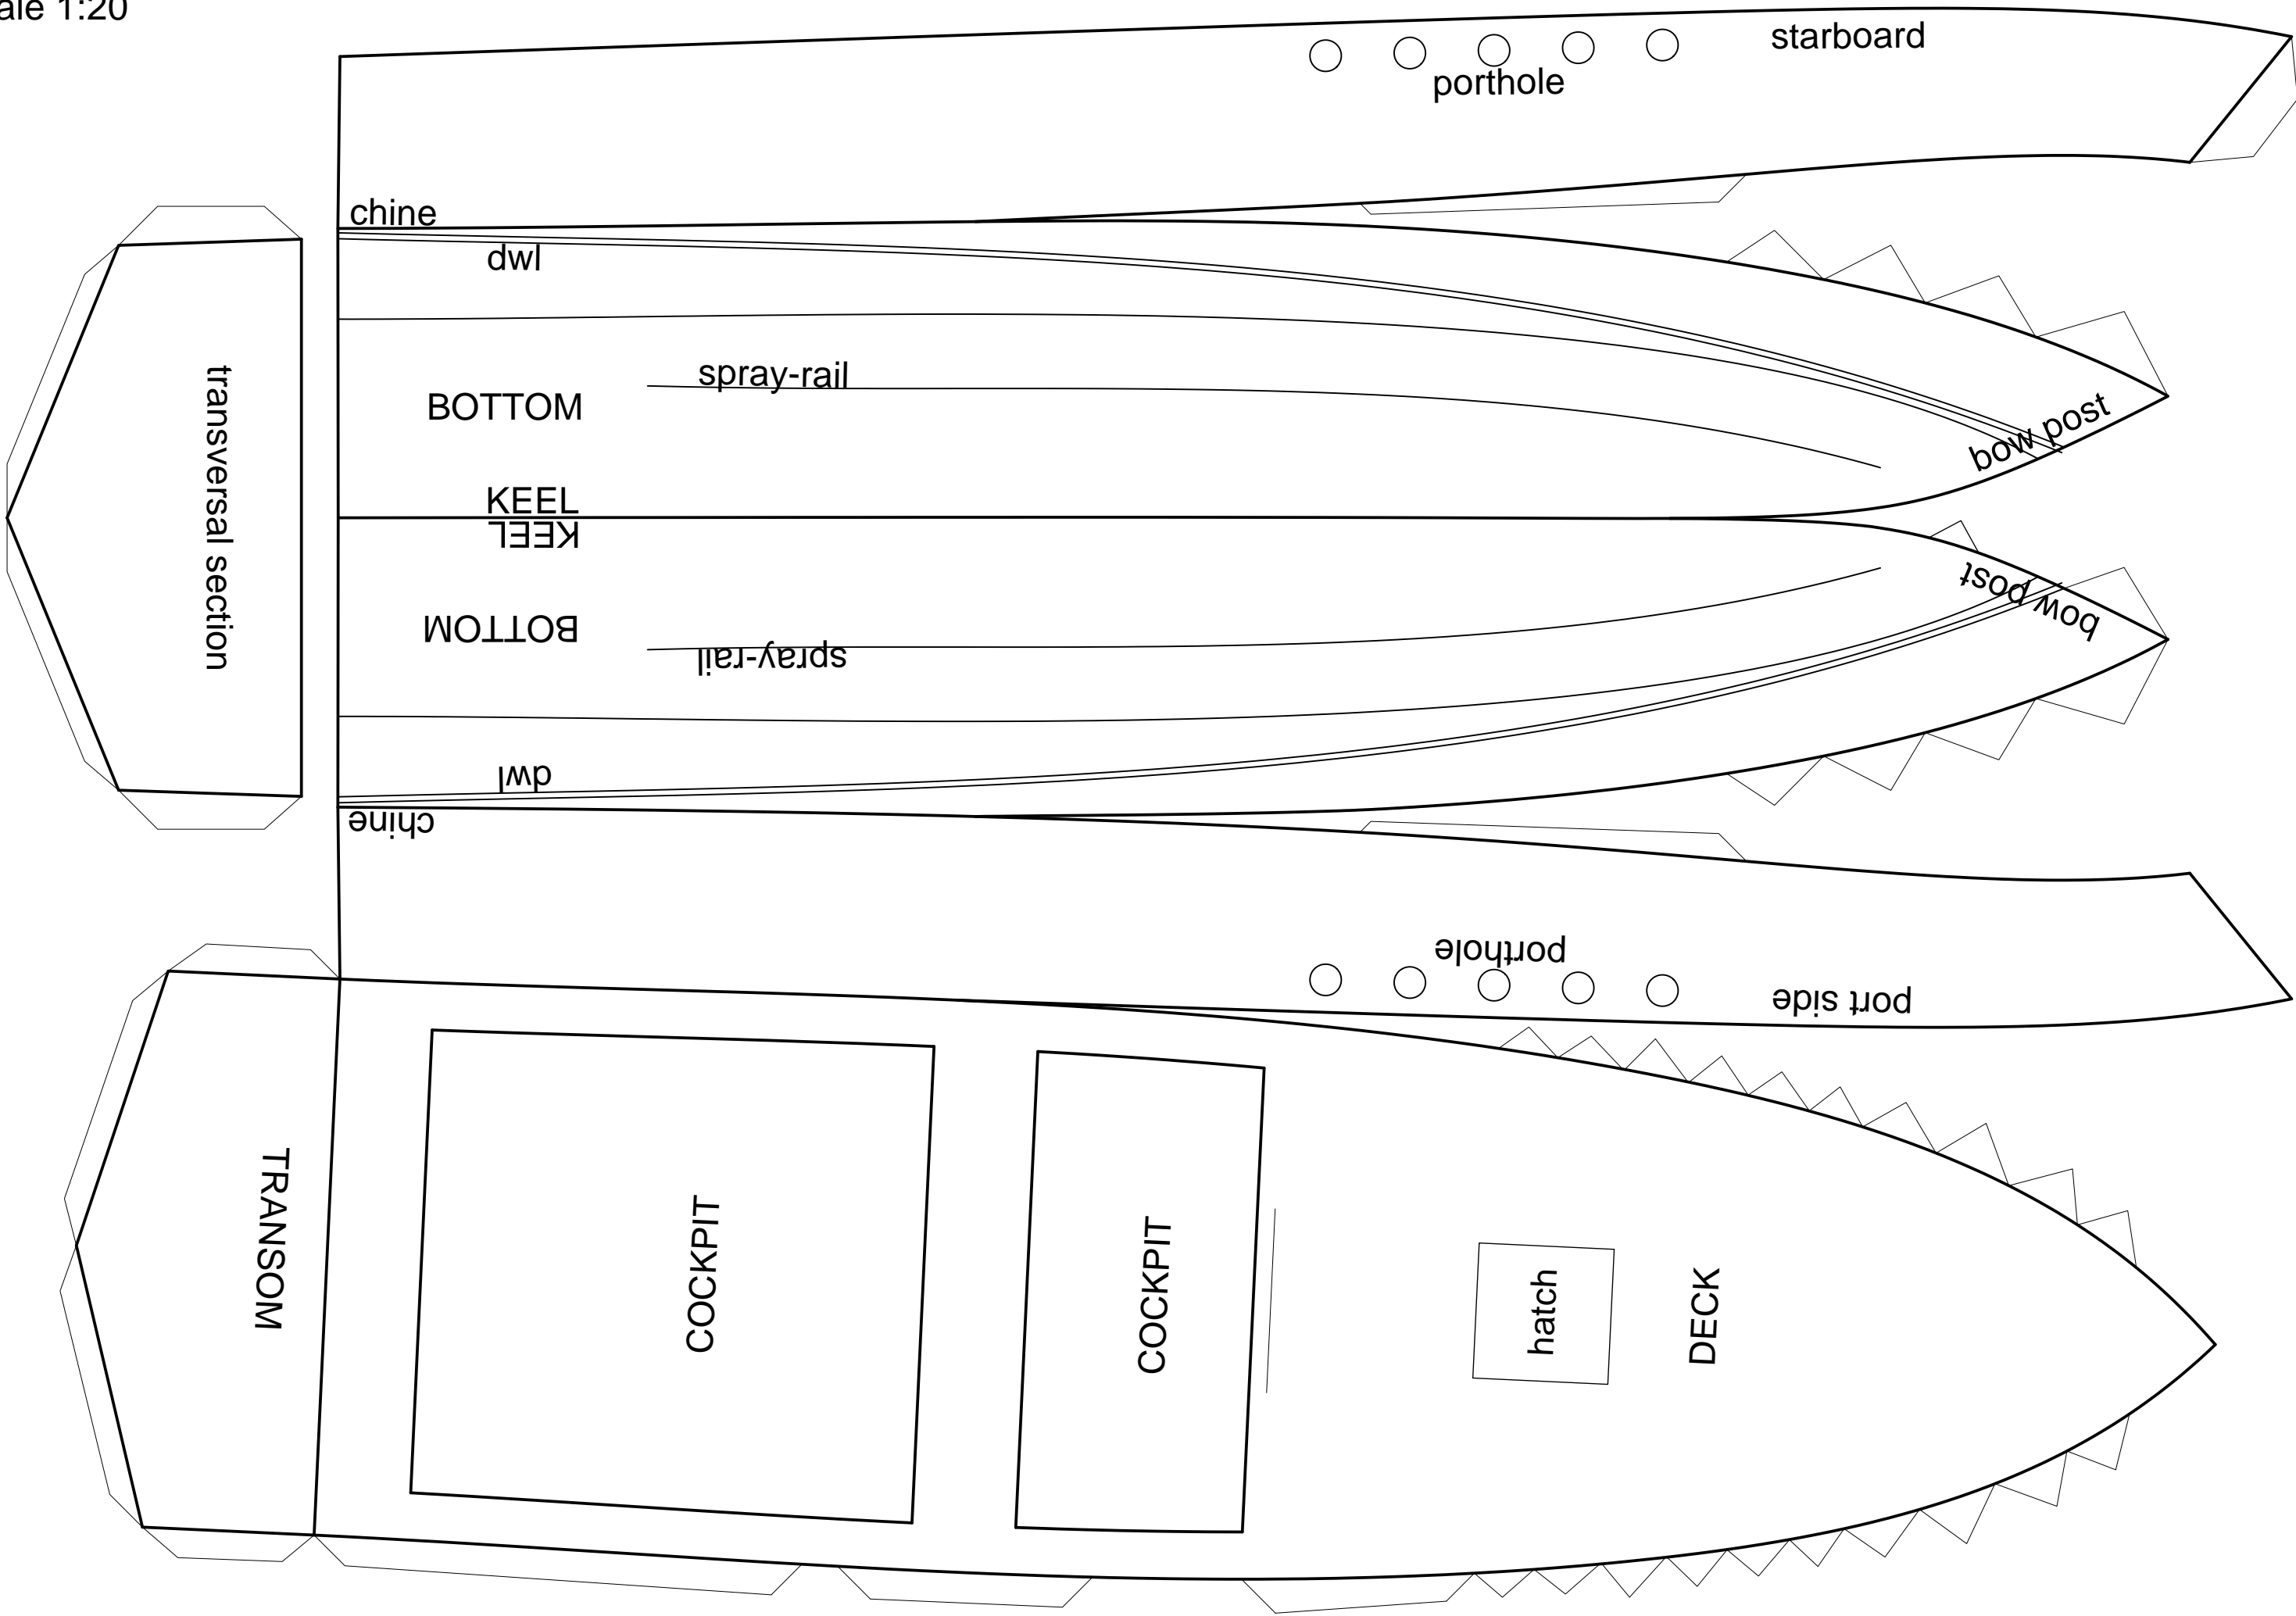 ale 1:20
starboard
porthole
chine
dwl
transversal section
spray-rail
BOTTOM
bow post
KEEL
KEEL
bow post
BOTTOM
spray-rail
dwl
chine
porthole
port side
TRANSOM
COCKPIT
COCKPIT
hatch
DECK